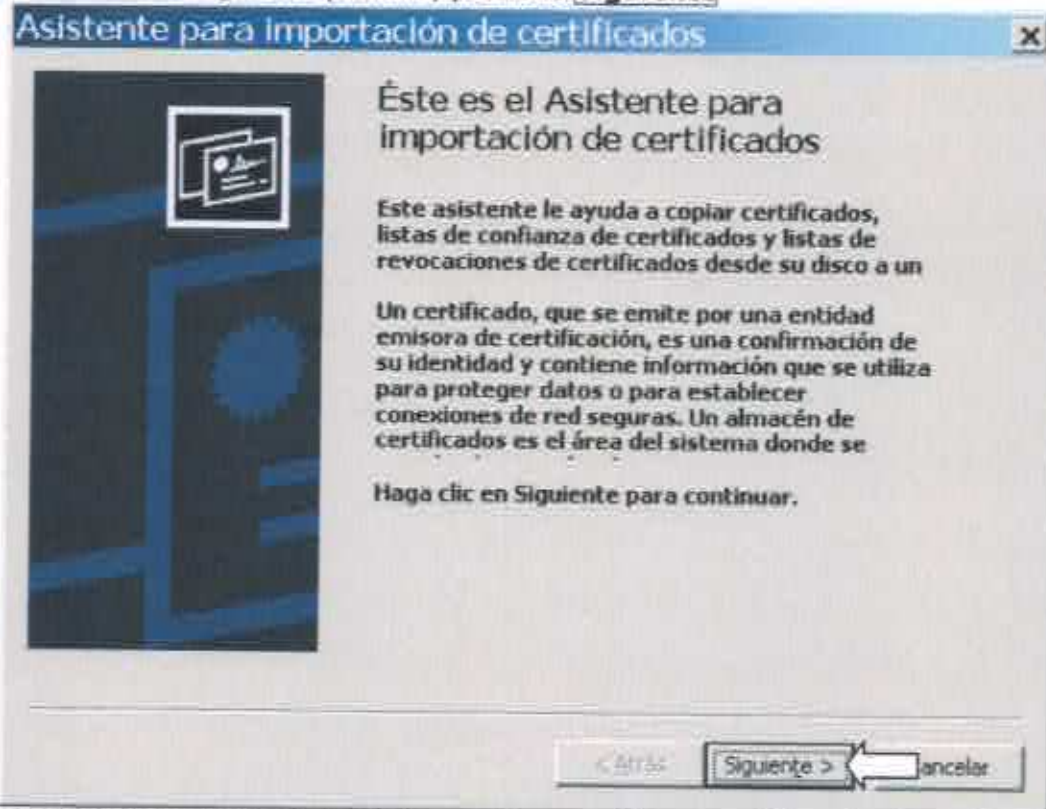 Asistente para importación de certificados
Éste es el Asistente para
importación de certificados
Este asistente le ayuda a copiar certificados,
listas de confianza de certificados y listas de
revocaciones de certificados desde su disco a un
Un certificado, que se emite por una entidad
emisora de certificación, es una confirmación de
su identidad y contiene información que se utiliza
para proteger datos o para establecer
conexiones de red seguras. Un almacén de
certificados es el área del sistema donde se
Haga clic en Siguiente para continuar.
< Atrás Siguiente > ancelar